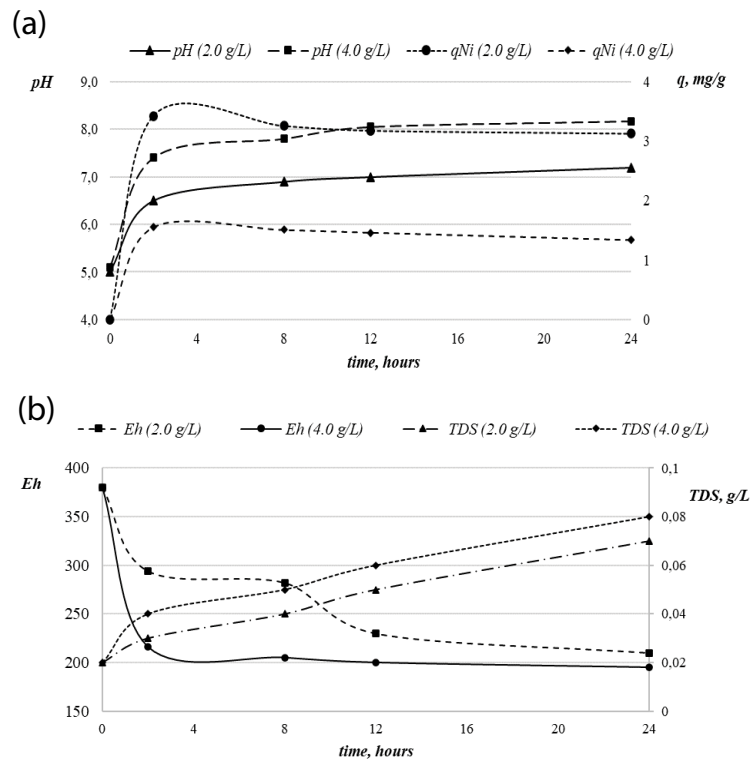 (a)
pH (2.0 g/L) pH (4.0 g/L) qNi (2.0 g/L) qNi (4.0 g/L)
pH q, mg/g
9,0 4
8,0 3
7,0
6,0 2
5,0 1
4,0 0
0 4 8 12 16 20 24
time, hours
(b)
Eh (2.0 g/L) Eh (4.0 g/L) TDS (2.0 g/L) TDS (4.0 g/L)
Eh TDS, g/L
400 0,1
350 0,08
300 0,06
250 0,04
200 0,02
150 0
0 4 8 12 16 20 24
time, hours